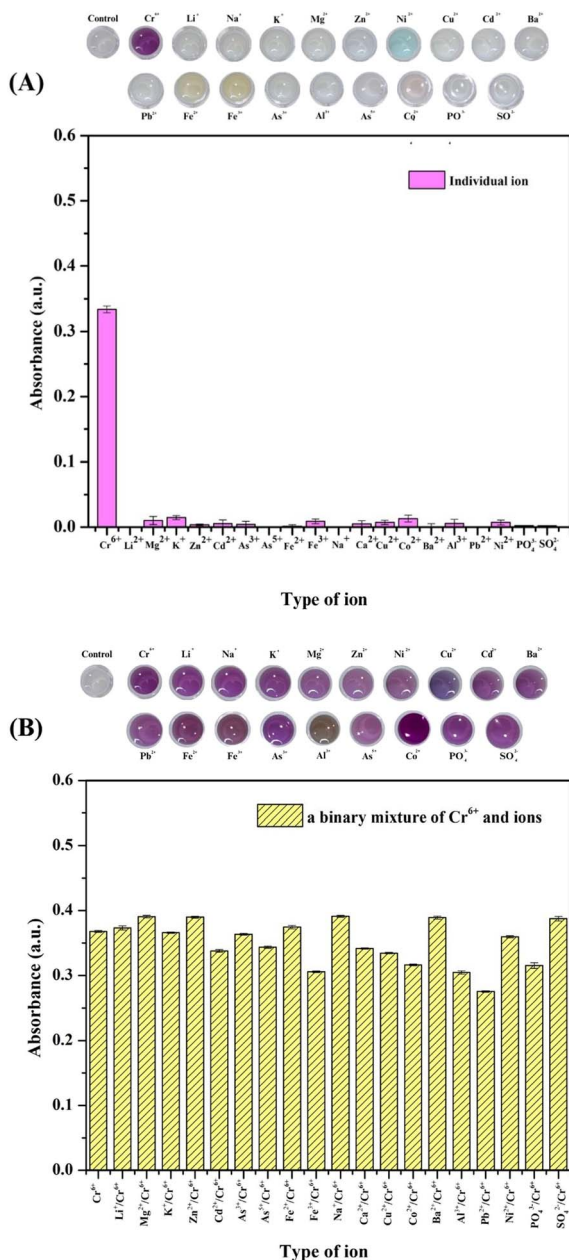 Control Cr⁶⁺ Li⁺ Na⁺ K⁺ Mg²⁺ Zn²⁺ Ni²⁺ Cu²⁺ Cd²⁺ Ba²⁺
(A)
Pb²⁺ Fe²⁺ Fe³⁺ As³⁺ Al³⁺ As⁵⁺ Co²⁺ PO₄³⁻ SO₄²⁻
0.6
Individual ion
0.5
0.4
0.3
0.2
0.1
0.0
Absorbance (a.u.)
Cr⁶⁺ Li²⁺ Mg²⁺ K⁺ Zn²⁺ Cd²⁺ As³⁺ As⁵⁺ Fe²⁺ Fe³⁺ Na⁺ Ca²⁺ Cu²⁺ Co²⁺ Ba²⁺ Al³⁺ Pb²⁺ Ni²⁺ PO₄³⁻ SO₄²⁻
Type of ion
Control Cr⁶⁺ Li⁺ Na⁺ K⁺ Mg²⁺ Zn²⁺ Ni²⁺ Cu²⁺ Cd²⁺ Ba²⁺
(B)
Pb²⁺ Fe²⁺ Fe³⁺ As³⁺ Al³⁺ As⁵⁺ Co²⁺ PO₄³⁻ SO₄²⁻
0.6
a binary mixture of Cr⁶⁺ and ions
0.5
0.4
0.3
0.2
0.1
0.0
Absorbance (a.u.)
Cr⁶⁺
Li⁺/Cr⁶⁺
Mg²⁺/Cr⁶⁺
K⁺/Cr⁶⁺
Zn²⁺/Cr⁶⁺
Cd²⁺/Cr⁶⁺
As³⁺/Cr⁶⁺
As⁵⁺/Cr⁶⁺
Fe²⁺/Cr⁶⁺
Fe³⁺/Cr⁶⁺
Na⁺/Cr⁶⁺
Ca²⁺/Cr⁶⁺
Cu²⁺/Cr⁶⁺
Co²⁺/Cr⁶⁺
Ba²⁺/Cr⁶⁺
Al³⁺/Cr⁶⁺
Pb²⁺/Cr⁶⁺
Ni²⁺/Cr⁶⁺
PO₄³⁻/Cr⁶⁺
SO₄²⁻/Cr⁶⁺
Type of ion